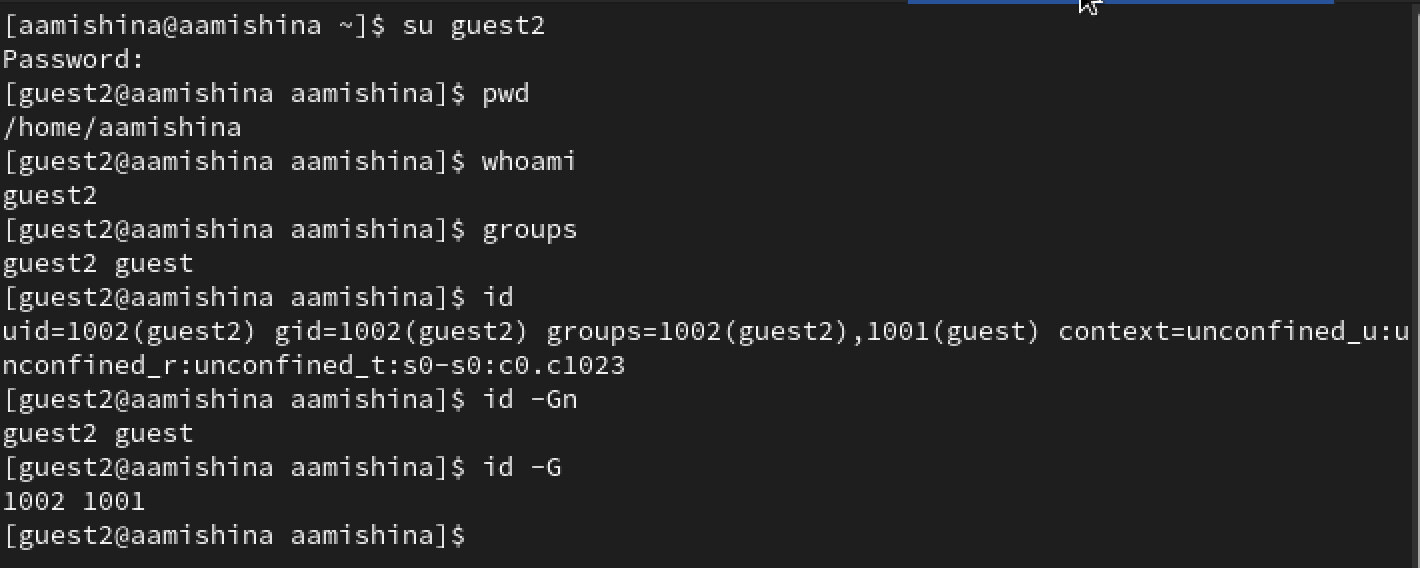 [aamishina@aamishina ~]$ su guest2
Password:
[guest2@aamishina aamishina]$ pwd
/home/aamishina
[guest2@aamishina aamishina]$ whoami
guest2
[guest2@aamishina aamishina]$ groups
guest2 guest
[guest2@aamishina aamishina]$ id
uid=1002(guest2) gid=1002(guest2) groups=1002(guest2),1001(guest) context=unconfined_u:u
nconfined_r:unconfined_t:s0-s0:c0.c1023
[guest2@aamishina aamishina]$ id -Gn
guest2 guest
[guest2@aamishina aamishina]$ id -G
1002 1001
[guest2@aamishina aamishina]$